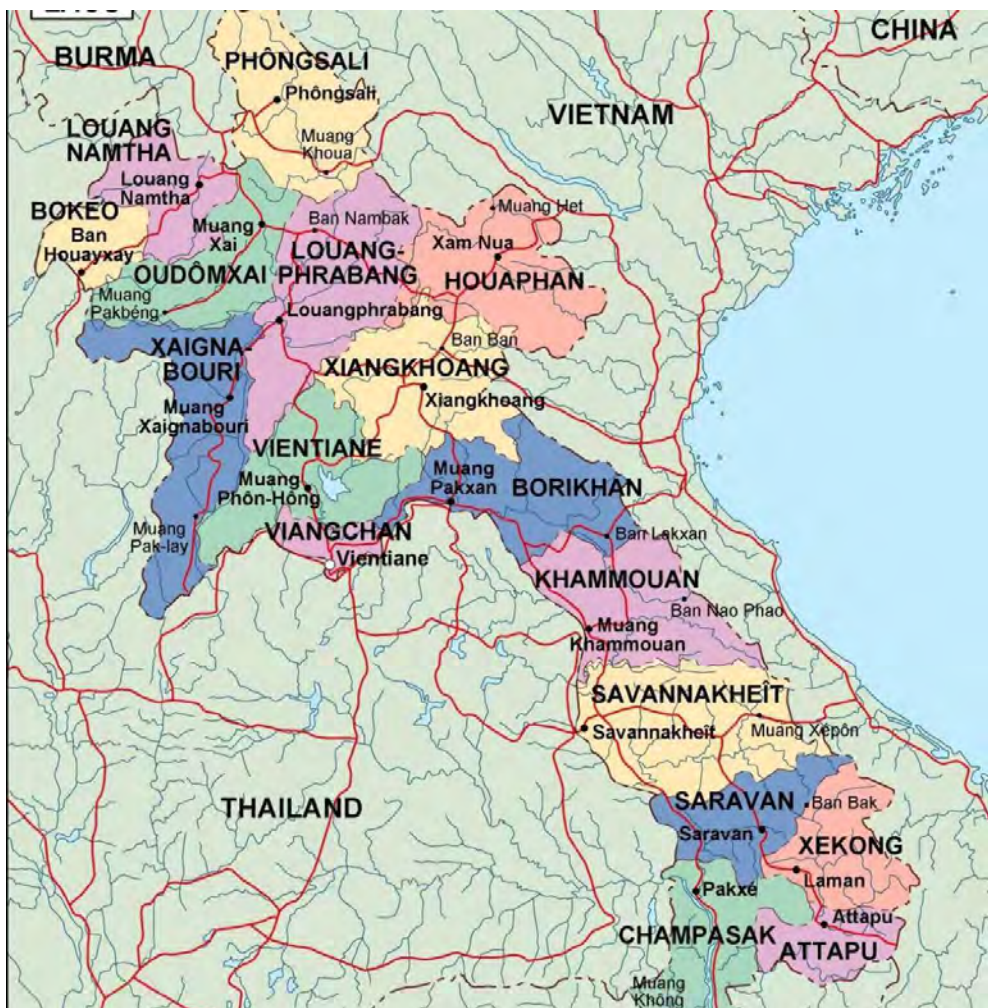 BURMA
CHINA
PHÔNGSALI
Phôngsali
VIETNAM
LOUANG
NAMTHA
Muang
Khoua
Louang
Namtha
BOKEO
Ban
Houayxay
Muang
Xai
Ban Nambak
Muang Het
LOUANG-
PHRABANG
Xam Nua
OUDÔMXAI
HOUAPHAN
Muang
Pakbéng
Louangphrabang
XAIGNA-
BOURI
Ban Ban
XIANGKHOANG
Xiangkhoang
Muang
Xaignabouri
VIENTIANE
Muang
Phôn-Hông
Muang
Pakxan
BORIKHAN
Muang
Pak-lay
VIANGCHAN
Vientiane
Ban Lakxan
KHAMMOUAN
Ban Nao Phao
Muang
Khammouan
SAVANNAKHEÎT
Savannakheît
Muang Xépôn
THAILAND
SARAVAN
Ban Bak
Saravan
XEKONG
Laman
Pakxé
Attapu
CHAMPASAK
ATTAPU
Muang
Không